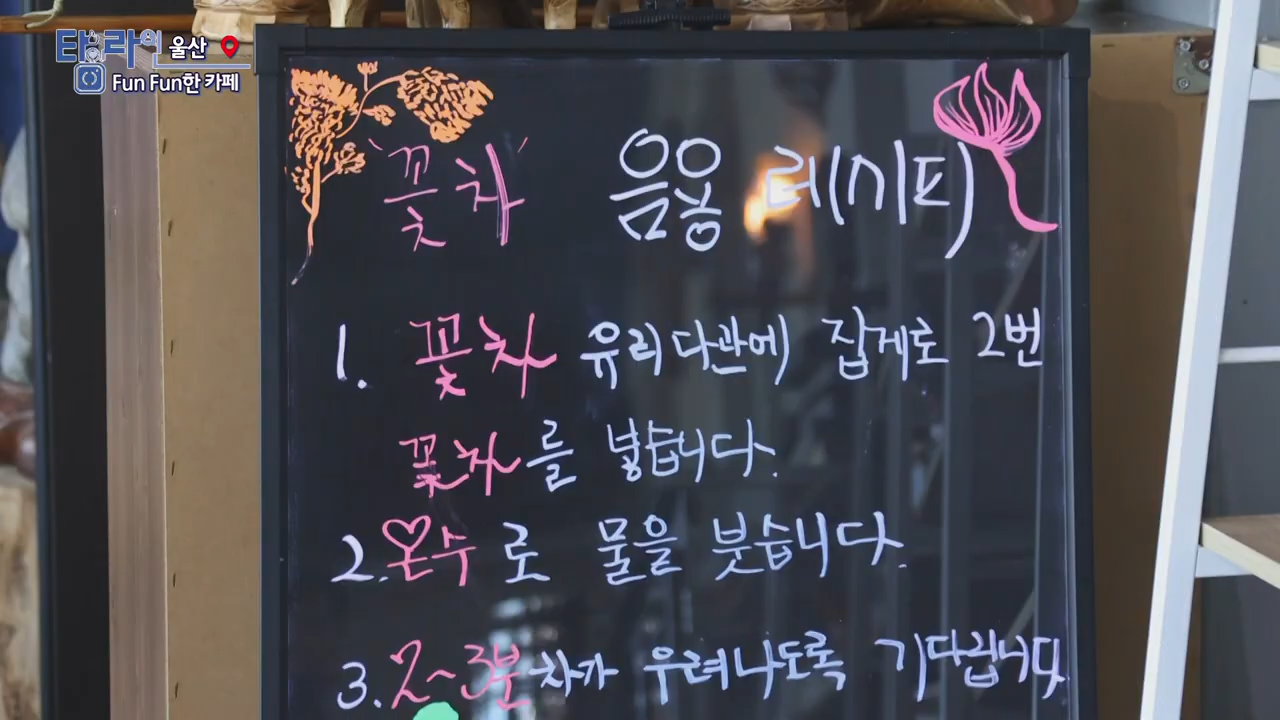 타라의 울산
Fun Fun한 카페
'꽃차' 음용 레시피
1. 꽃차 유리다관에 집게로 2번
꽃차를 넣습니다.
2. 온수로 물을 붓습니다.
3. 2~3분 차가 우려나도록 기다립니다